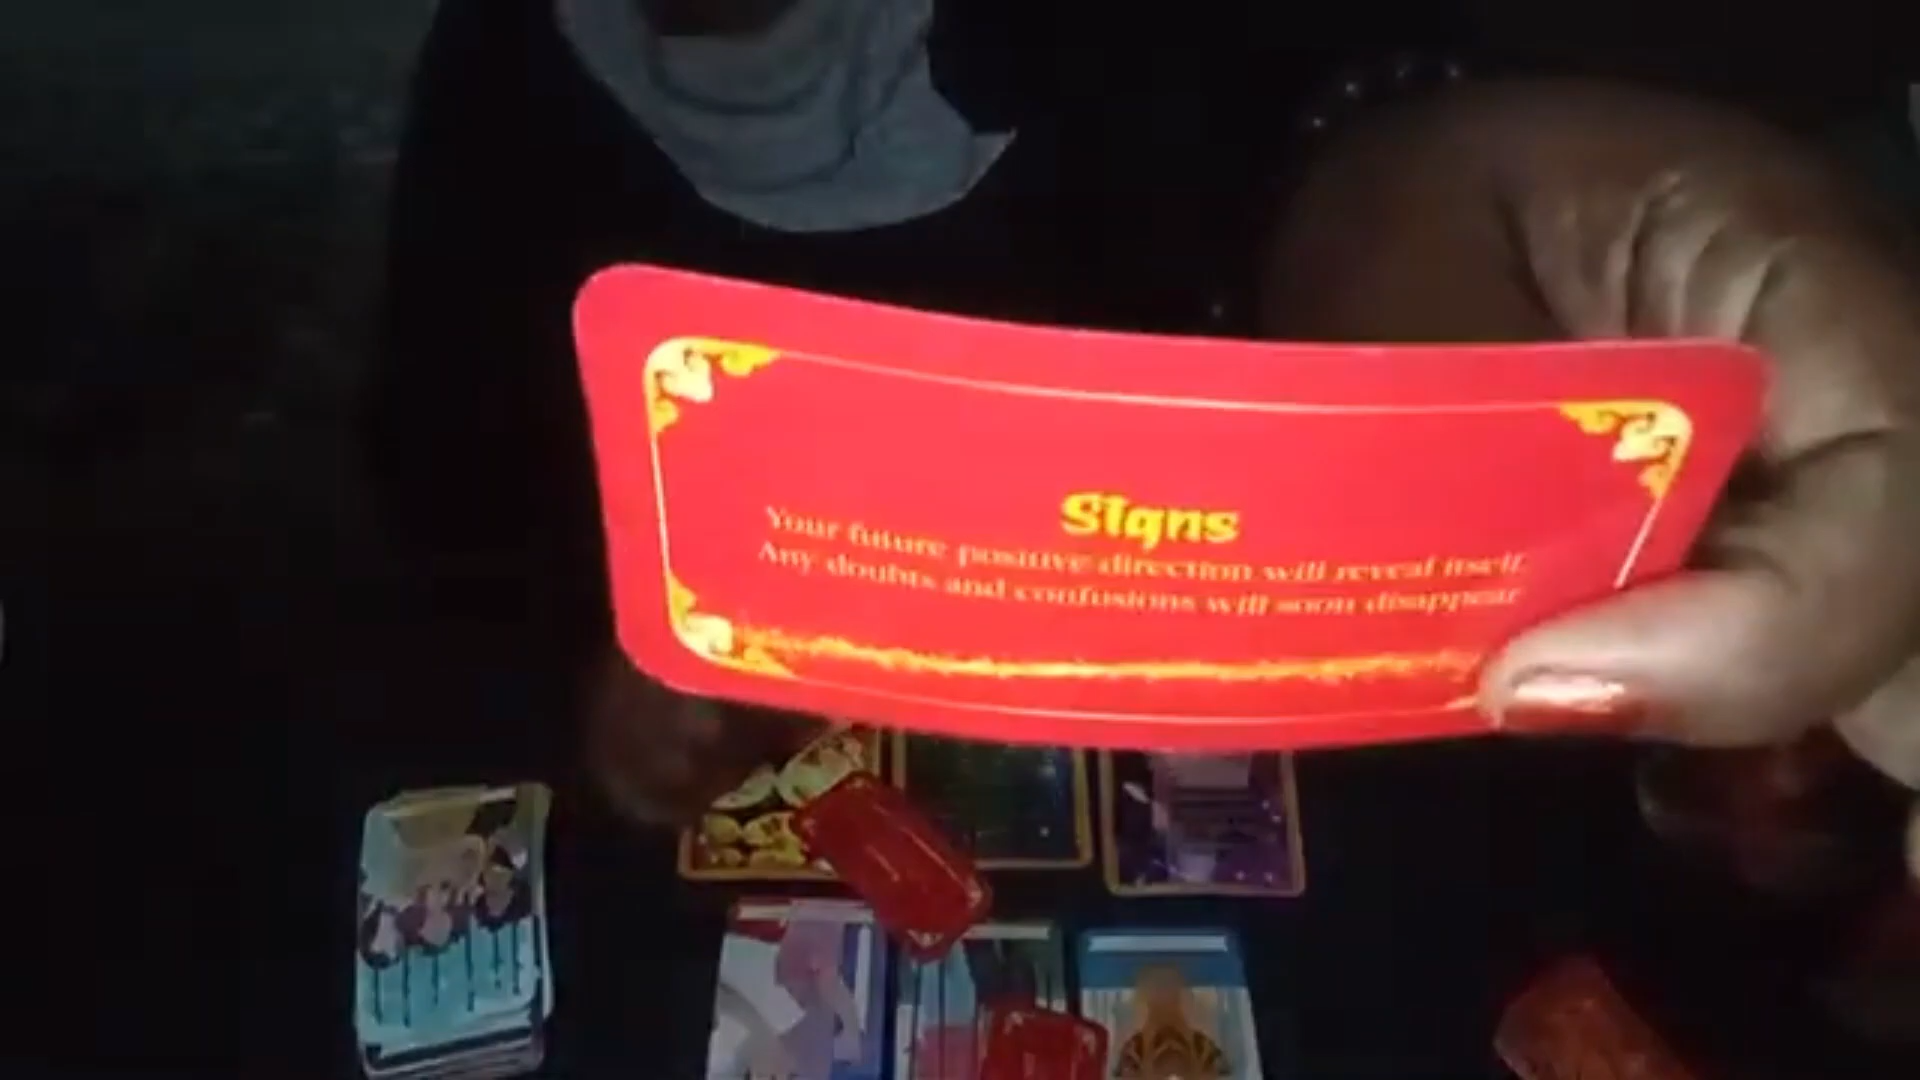 Signs
Your future positive direction will reveal itself.
Any doubts and confusions will soon disappear